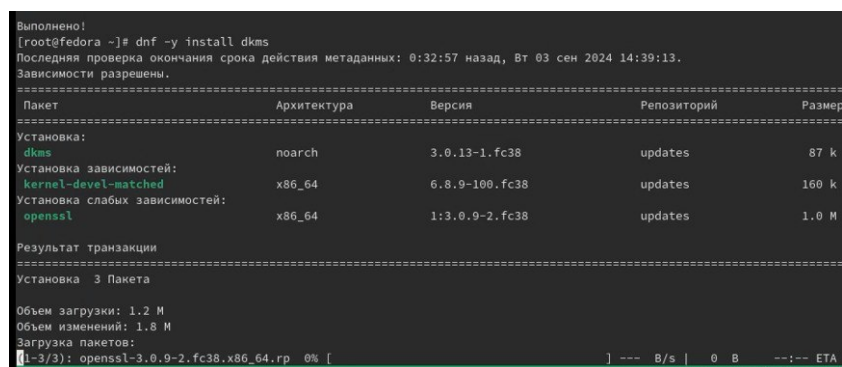 Выполнено!
[root@fedora ~]# dnf -y install dkms
Последняя проверка окончания срока действия метаданных: 0:32:57 назад, Вт 03 сен 2024 14:39:13.
Зависимости разрешены.
Пакет Архитектура Версия Репозиторий Размер
Установка:
dkms noarch 3.0.13-1.fc38 updates 87 k
Установка зависимостей:
kernel-devel-matched x86_64 6.8.9-100.fc38 updates 160 k
Установка слабых зависимостей:
openssl x86_64 1:3.0.9-2.fc38 updates 1.0 M
Результат транзакции
Установка 3 Пакета
Объем загрузки: 1.2 M
Объем изменений: 1.8 M
Загрузка пакетов:
(1-3/3): openssl-3.0.9-2.fc38.x86_64.rp 0% [ ] --- B/s | 0 B --:-- ETA